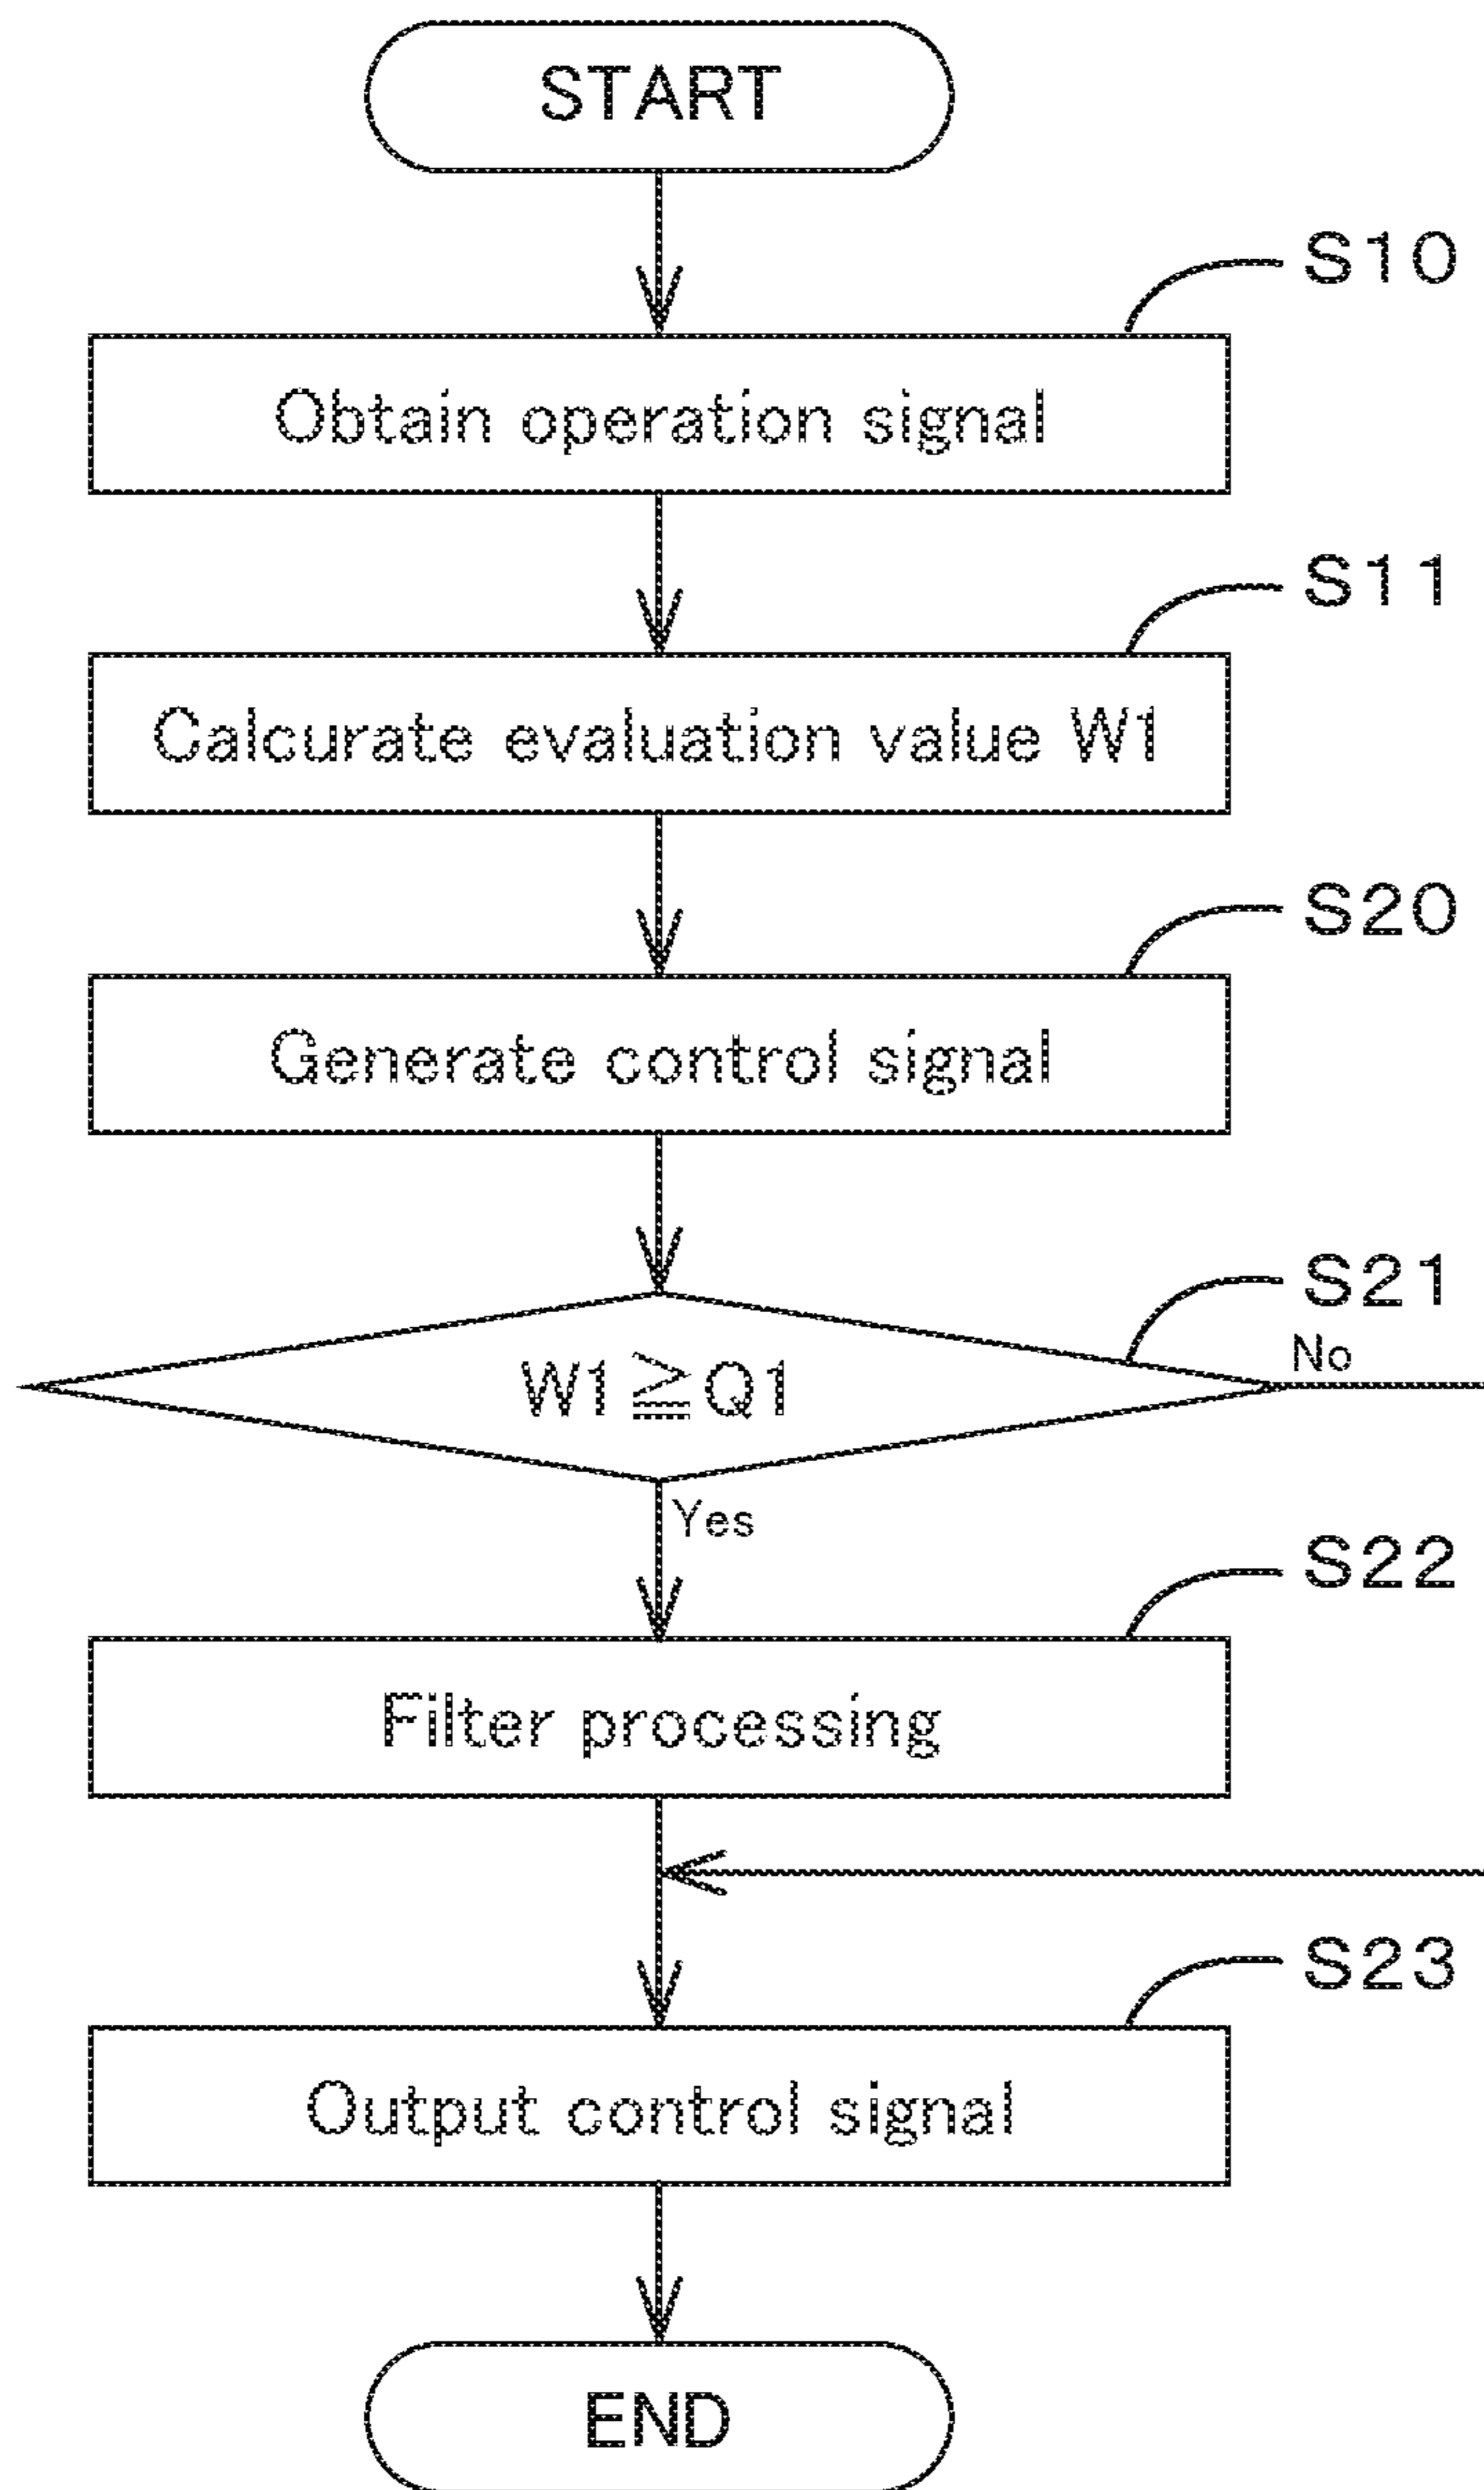 START
S10
Obtain operation signal
S11
Calcurate evaluation value W1
S20
Generate control signal
S21
No
W1≧Q1
Yes
S22
Filter processing
S23
Output control signal
END